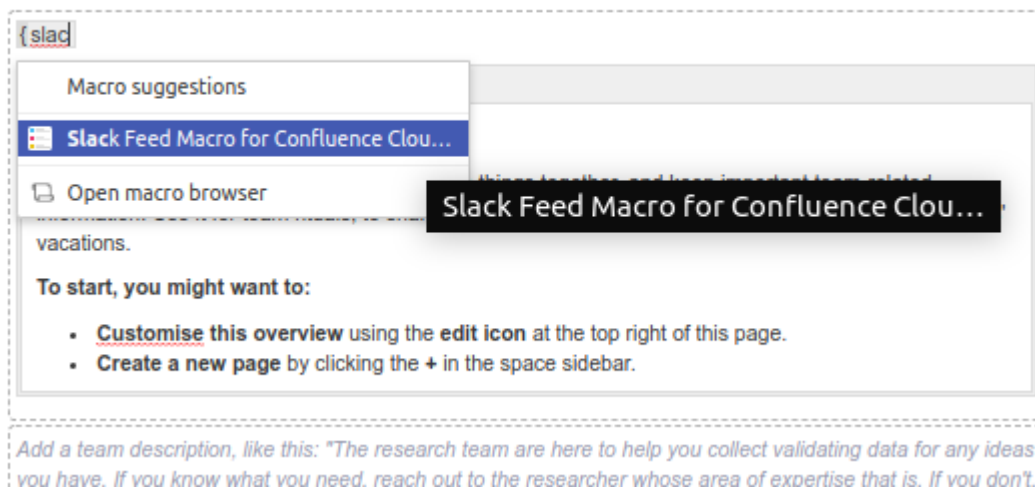 {slac
Macro suggestions
Slack Feed Macro for Confluence Clou...
Open macro browser
Slack Feed Macro for Confluence Clou...
vacations.
To start, you might want to:
• Customise this overview using the edit icon at the top right of this page.
• Create a new page by clicking the + in the space sidebar.
Add a team description, like this: "The research team are here to help you collect validating data for any ideas
you have. If you know what you need, reach out to the researcher whose area of expertise that is. If you don't,